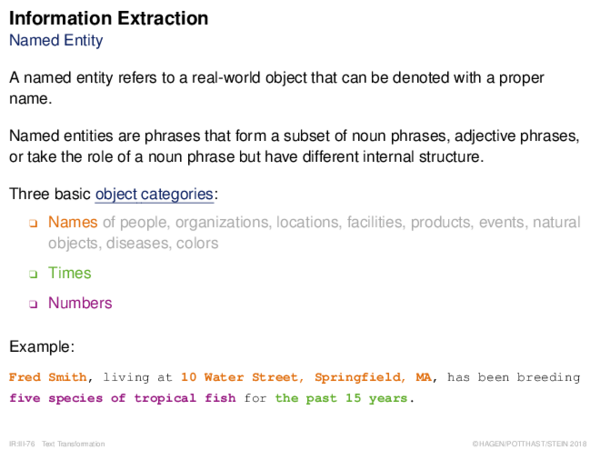 Information Extraction
Named Entity
A named entity refers to a real-world object that can be denoted with a proper
name.
Named entities are phrases that form a subset of noun phrases, adjective phrases,
or take the role of a noun phrase but have different internal structure.
Three basic object categories:
❑ Names of people, organizations, locations, facilities, products, events, natural
objects, diseases, colors
❑ Times
❑ Numbers
Example:
Fred Smith, living at 10 Water Street, Springfield, MA, has been breeding
five species of tropical fish for the past 15 years.
IR:III-76 Text Transformation ©HAGEN/POTTHAST/STEIN 2018